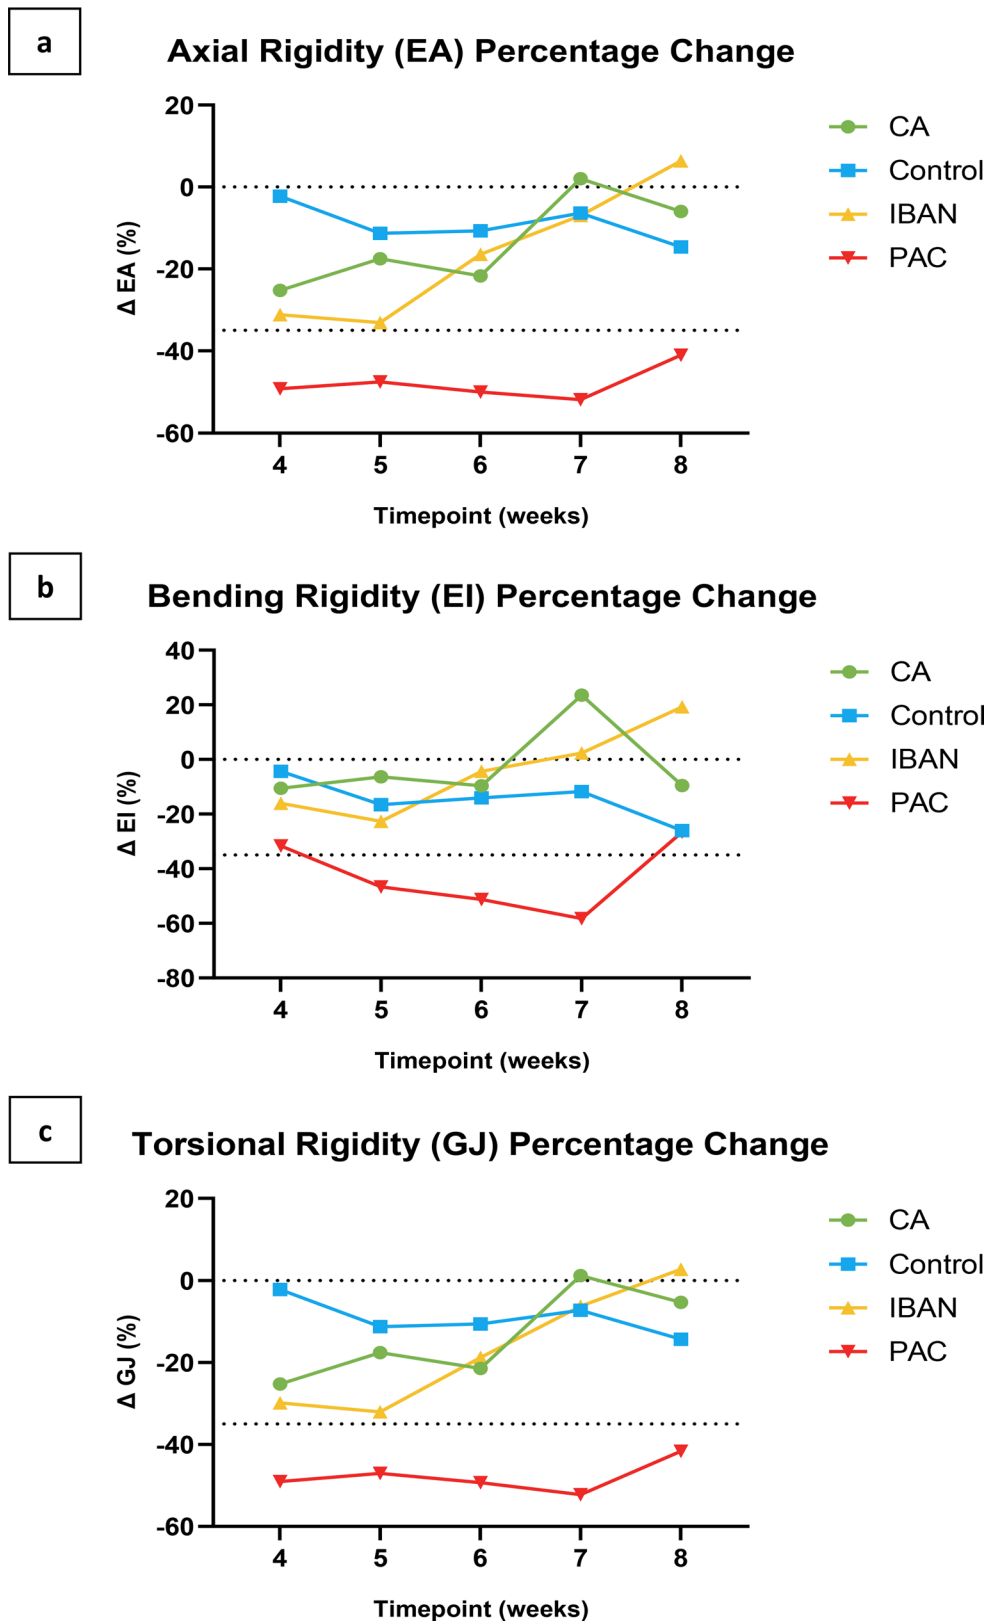 a
Axial Rigidity (EA) Percentage Change
20
0
-20
-40
-60
Δ EA (%)
4 5 6 7 8
Timepoint (weeks)
CA
Control
IBAN
PAC
b
Bending Rigidity (EI) Percentage Change
40
20
0
-20
-40
-60
-80
Δ EI (%)
4 5 6 7 8
Timepoint (weeks)
CA
Control
IBAN
PAC
c
Torsional Rigidity (GJ) Percentage Change
20
0
-20
-40
-60
Δ GJ (%)
4 5 6 7 8
Timepoint (weeks)
CA
Control
IBAN
PAC